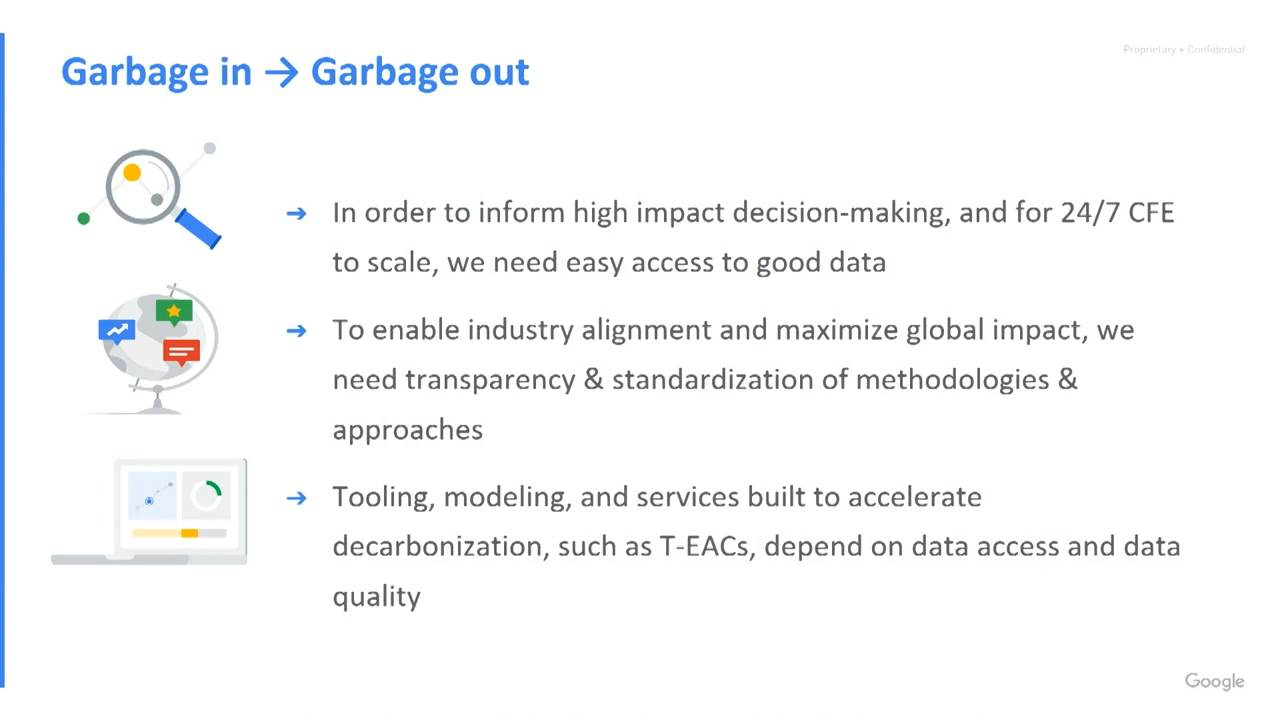 Proprietary + Confidential
Garbage in → Garbage out
➔ In order to inform high impact decision-making, and for 24/7 CFE
to scale, we need easy access to good data
➔ To enable industry alignment and maximize global impact, we
need transparency & standardization of methodologies &
approaches
➔ Tooling, modeling, and services built to accelerate
decarbonization, such as T-EACs, depend on data access and data
quality
Google